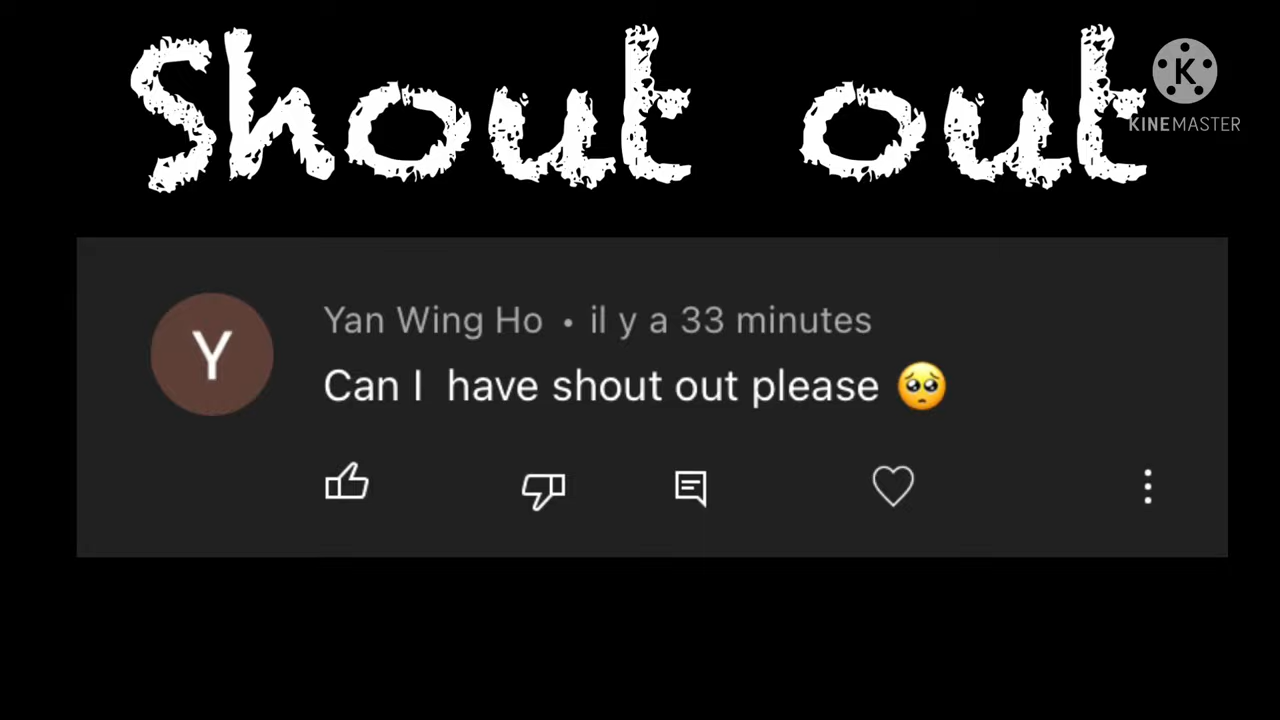 Shout out
K
KINEMASTER
Y
Yan Wing Ho • il y a 33 minutes
Can I  have shout out please 🥺